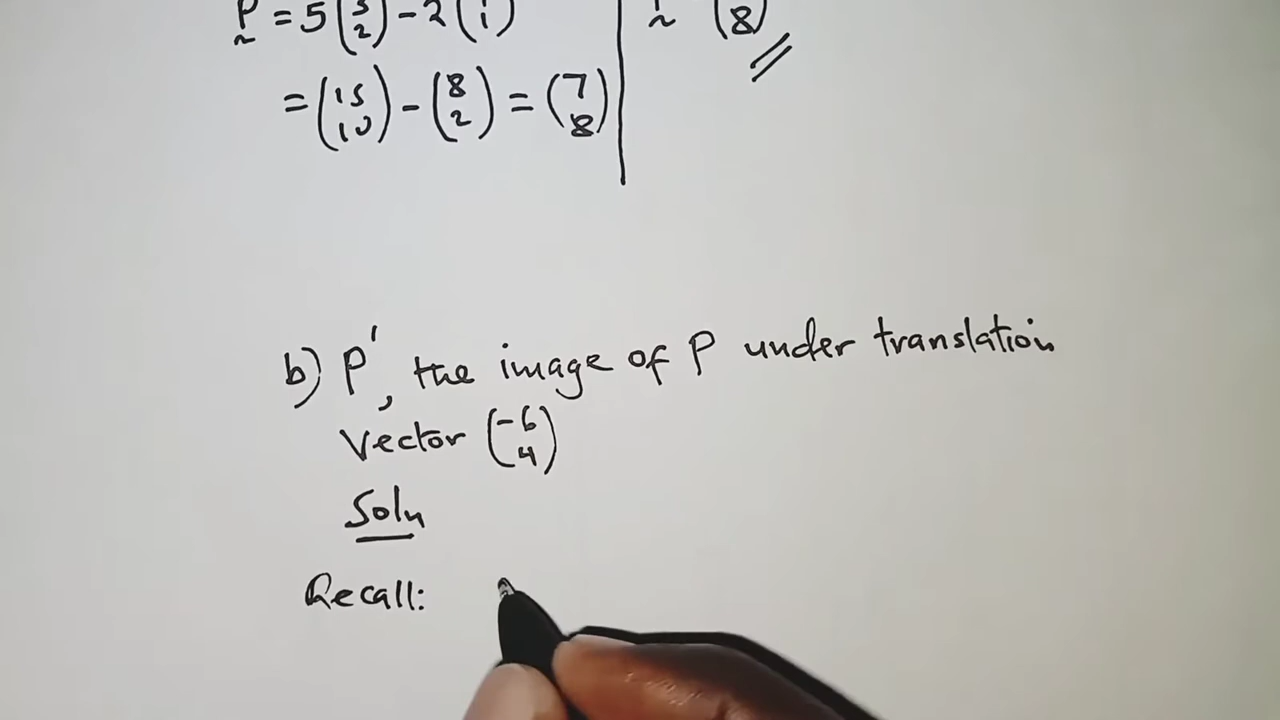 P = 5(3 2) - 2( 1)
(8)
= (15 10) - (8 2) = (7 8)
b) P', the image of P under translation
Vector (-6 4)
Soln
Recall: